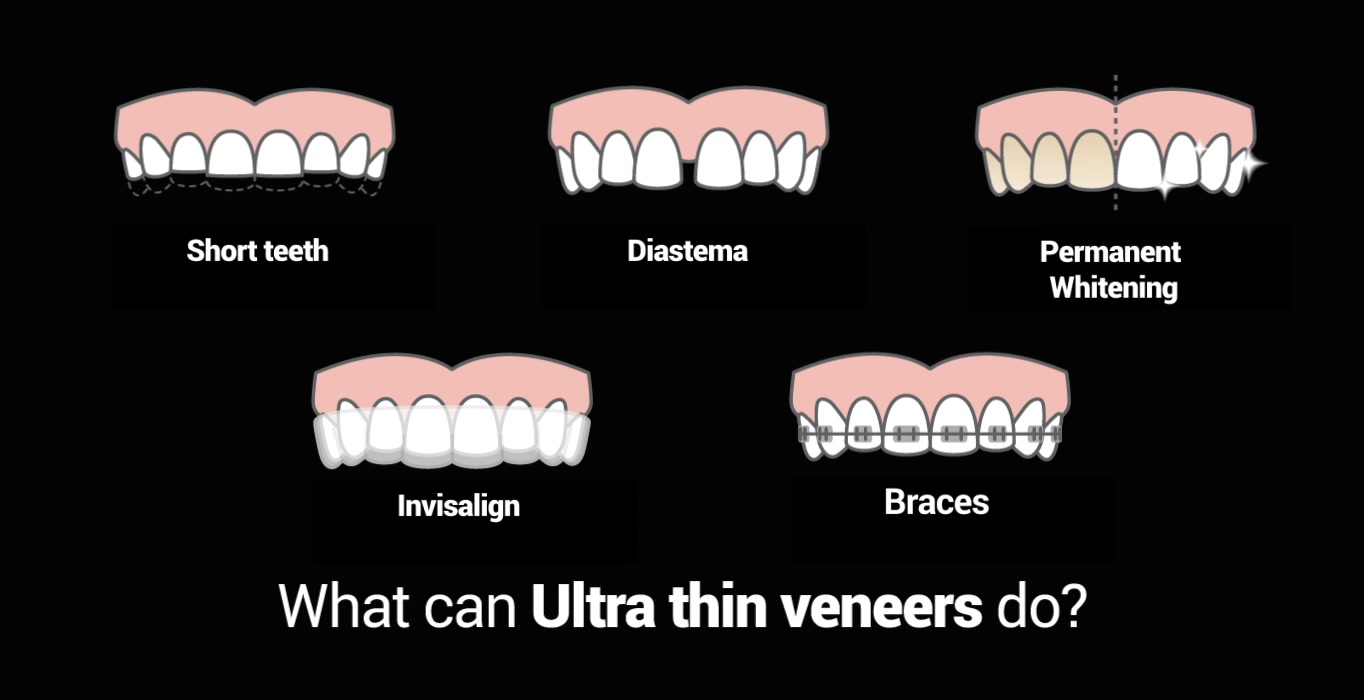 Short teeth
Diastema
Permanent
Whitening
Invisalign
Braces
What can Ultra thin veneers do?